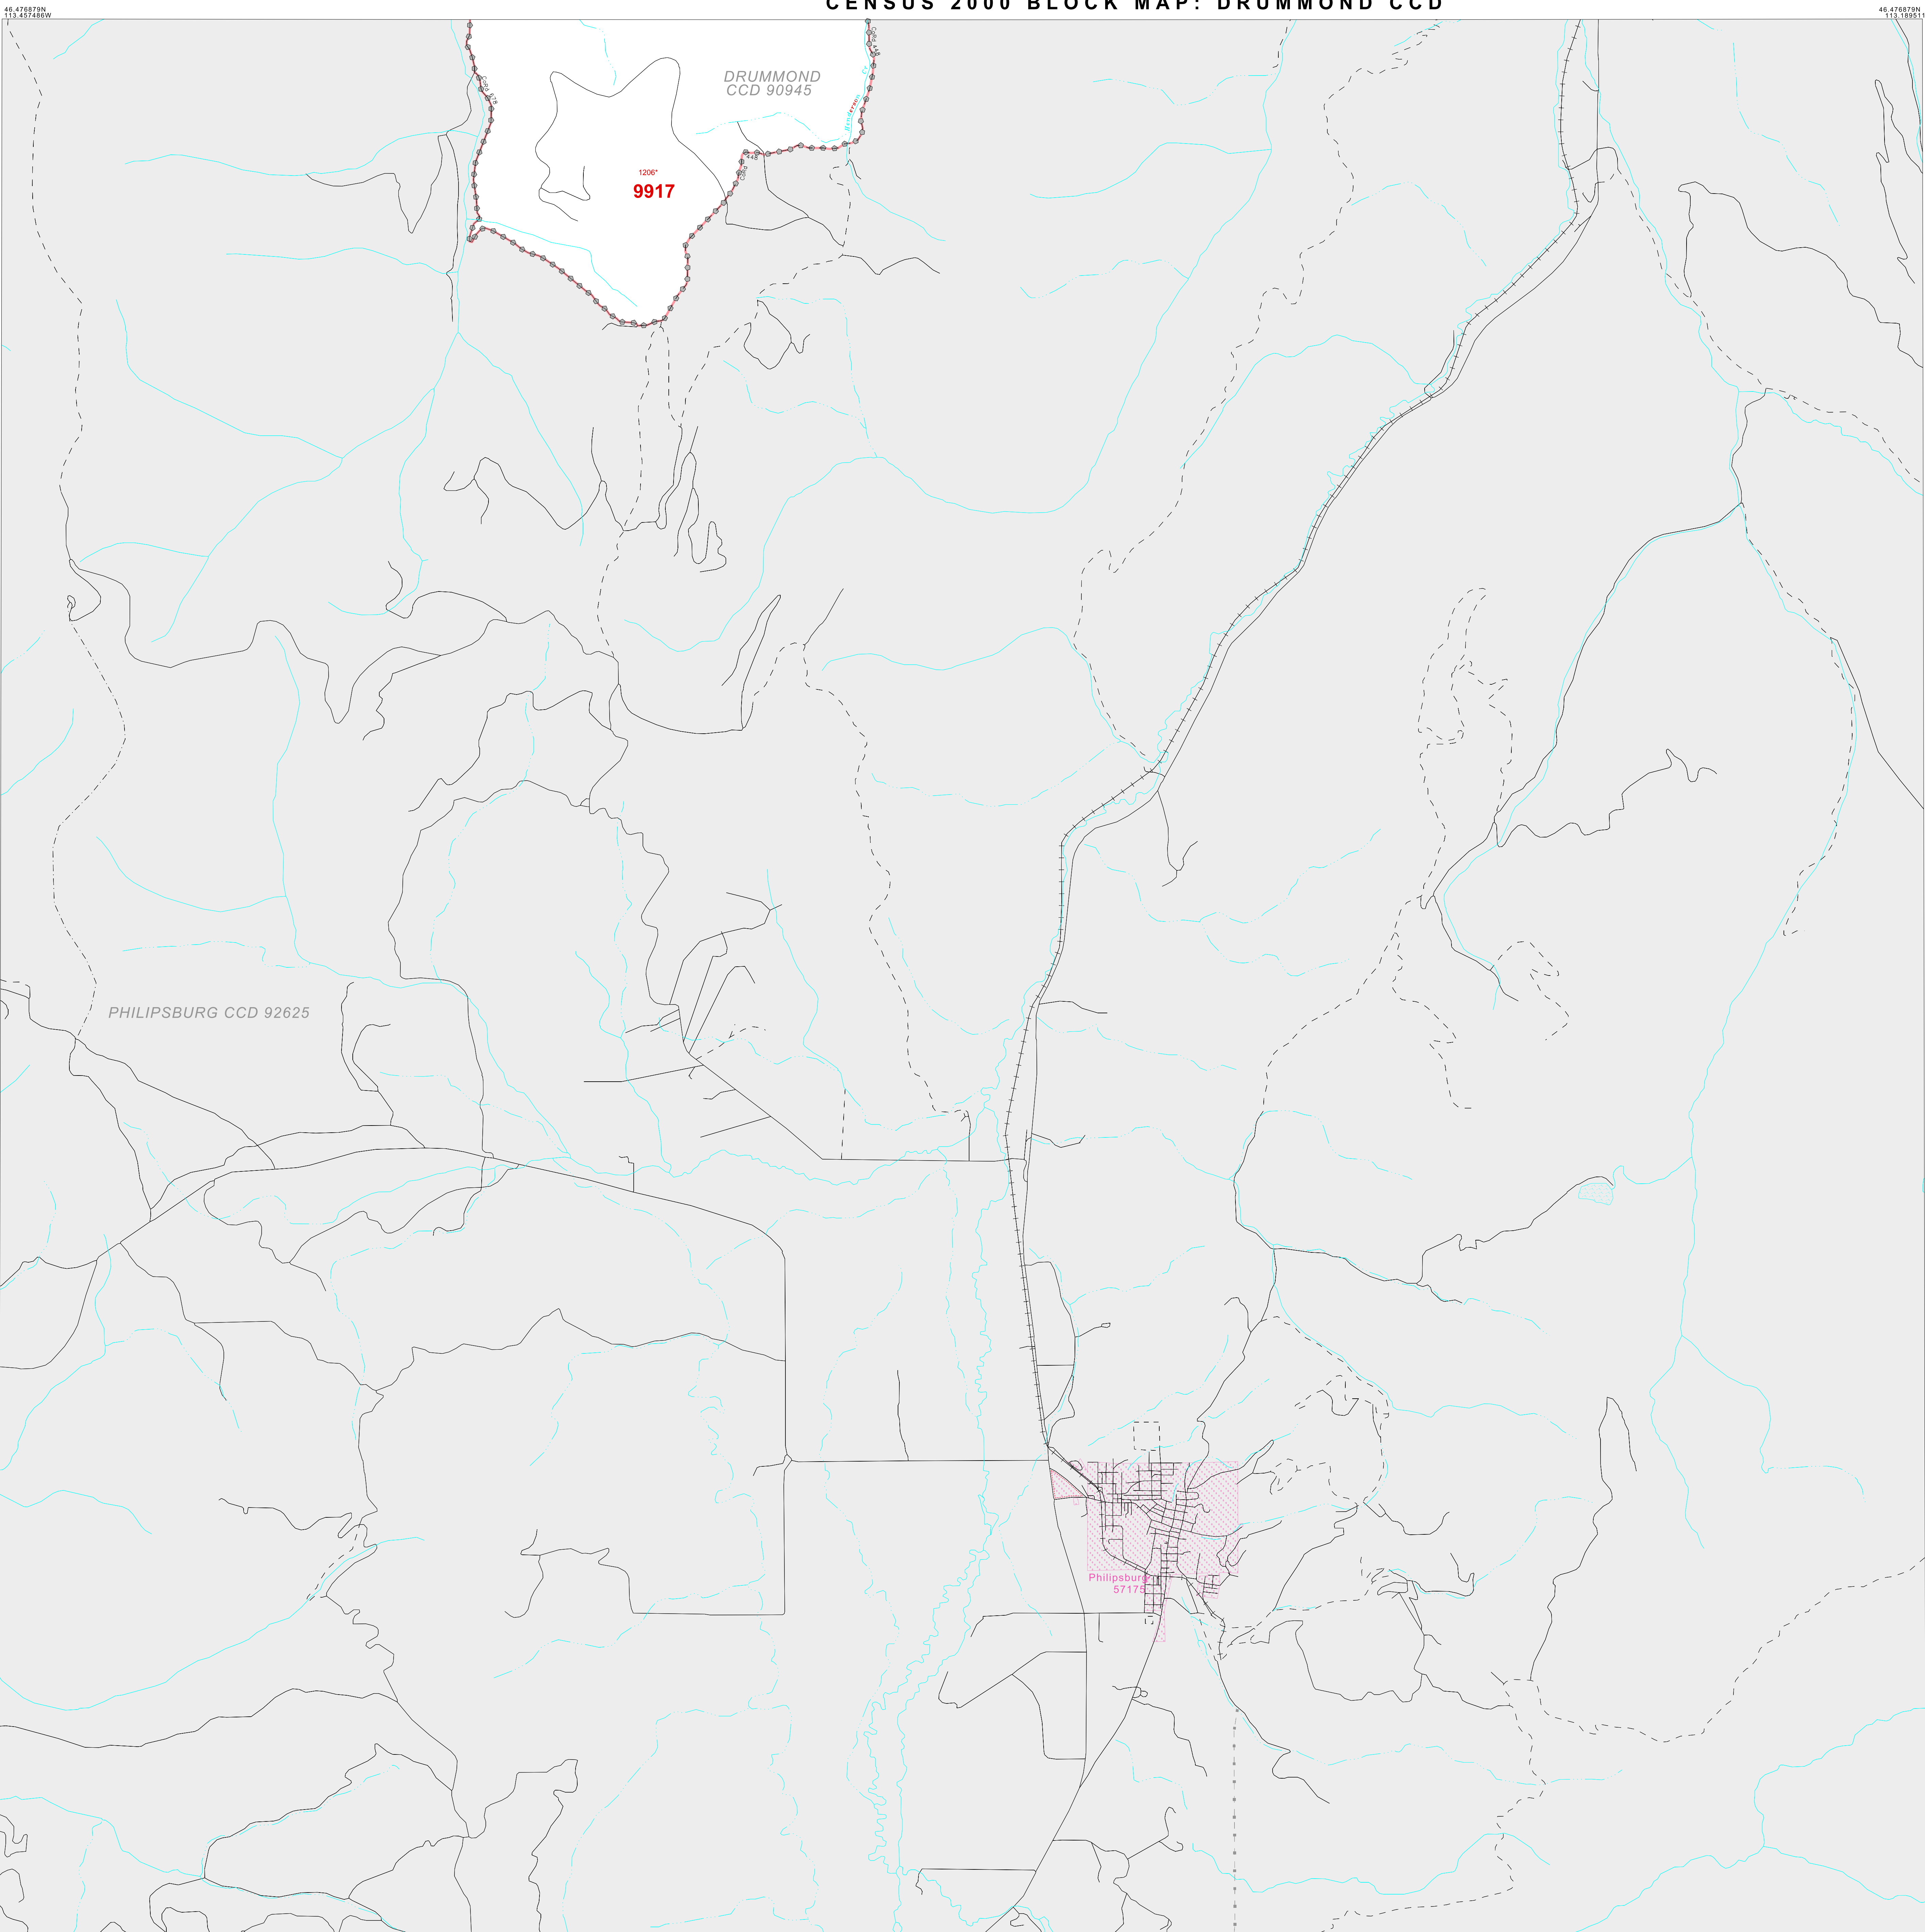 CENSUS 2000 BLOCK MAP: DRUMMOND CCD
46.476879N
113.457486W
46.476879N
113.189511
DRUMMOND
CCD 90945
1206*
9917
PHILIPSBURG CCD 92625
Philipsburg
57175